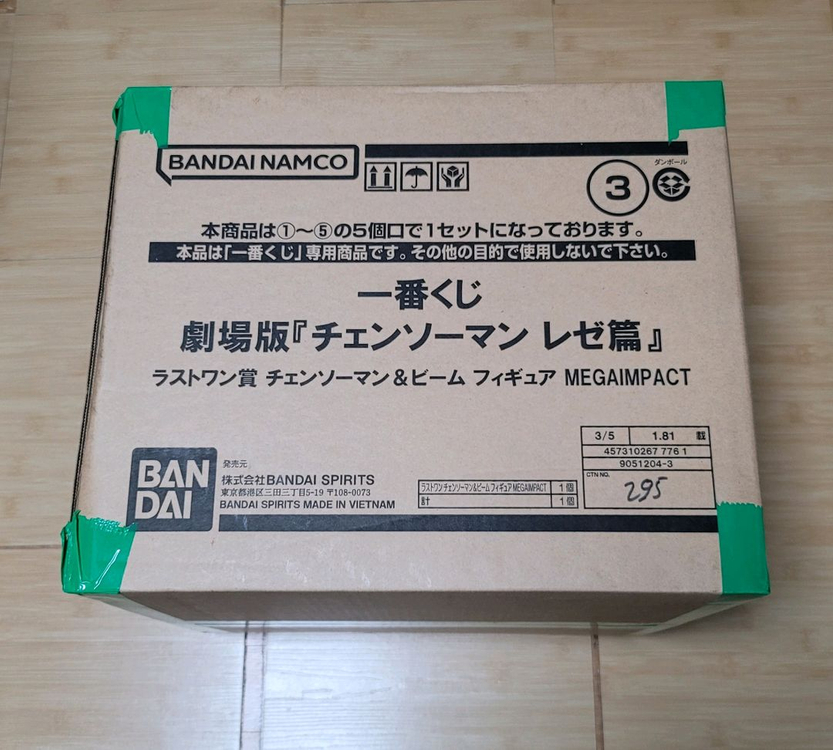 BANDAI NAMCO
3
ダンボール
本商品は①~⑤の5個口で1セットになっております。
本品は「一番くじ」専用商品です。その他の目的で使用しないで下さい。
一番くじ
劇場版『チェンソーマン レゼ篇』
ラストワン賞 チェンソーマン&ビーム フィギュア MEGAIMPACT
3/5 1.81 才
457310267 776 1
9051204-3
CTN NO.
295
BAN
DAI
発売元
株式会社BANDAI SPIRITS
東京都港区三田三丁目5-19 〒108-0073
BANDAI SPIRITS MADE IN VIETNAM
ラストワンチェンソーマン&ビームフィギュアMEGAIMPACT 1個
累計 1個